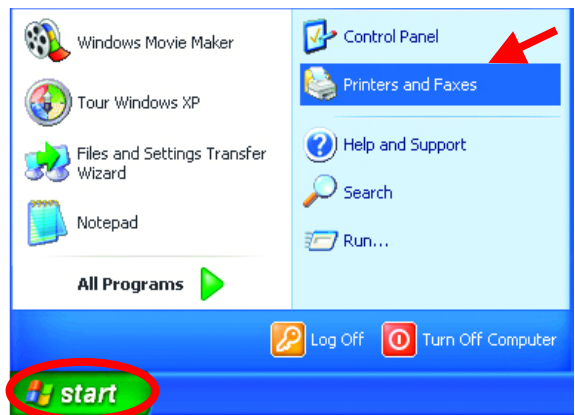 Windows Movie Maker
Tour Windows XP
Files and Settings Transfer
Wizard
Notepad
All Programs
Control Panel
Printers and Faxes
Help and Support
Search
Run...
Log Off
Turn Off Computer
start